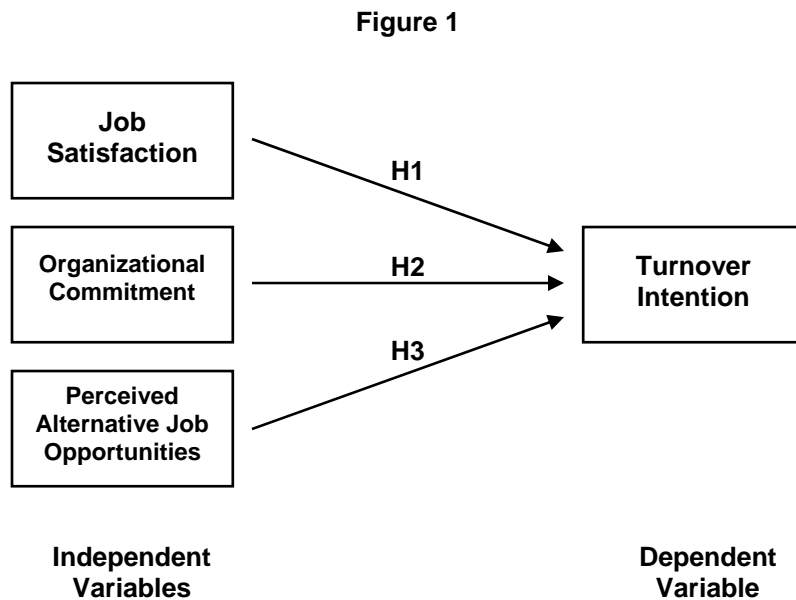 Figure 1
Job
Satisfaction
H1
Organizational
Commitment
H2
Turnover
Intention
H3
Perceived
Alternative Job
Opportunities
Independent
Variables
Dependent
Variable